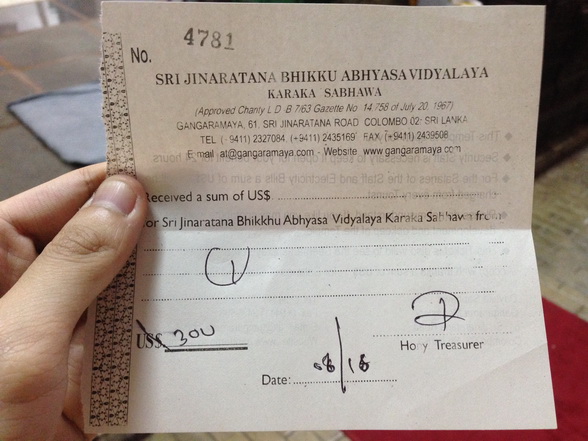 No. 4781
SRI JINARATANA BHIKKU ABHYASA VIDYALAYA
KARAKA SABHAWA
(Approved Charity L D B 7/63 Gazette No 14 758 of July 20, 1967)
GANGARAMAYA, 61, SRI JINARATANA ROAD COLOMBO 02: SRI LANKA
TEL (+9411) 2327084, (+9411) 2435169 FAX (+9411) 2439508
E mail at@gangaramaya.com - Website www.gangaramaya.com
Received a sum of US$
for Sri Jinaratana Bhikkhu Abhyasa Vidyalaya Karaka Sabhawa from
US$ 300
Hony Treasurer
Date: